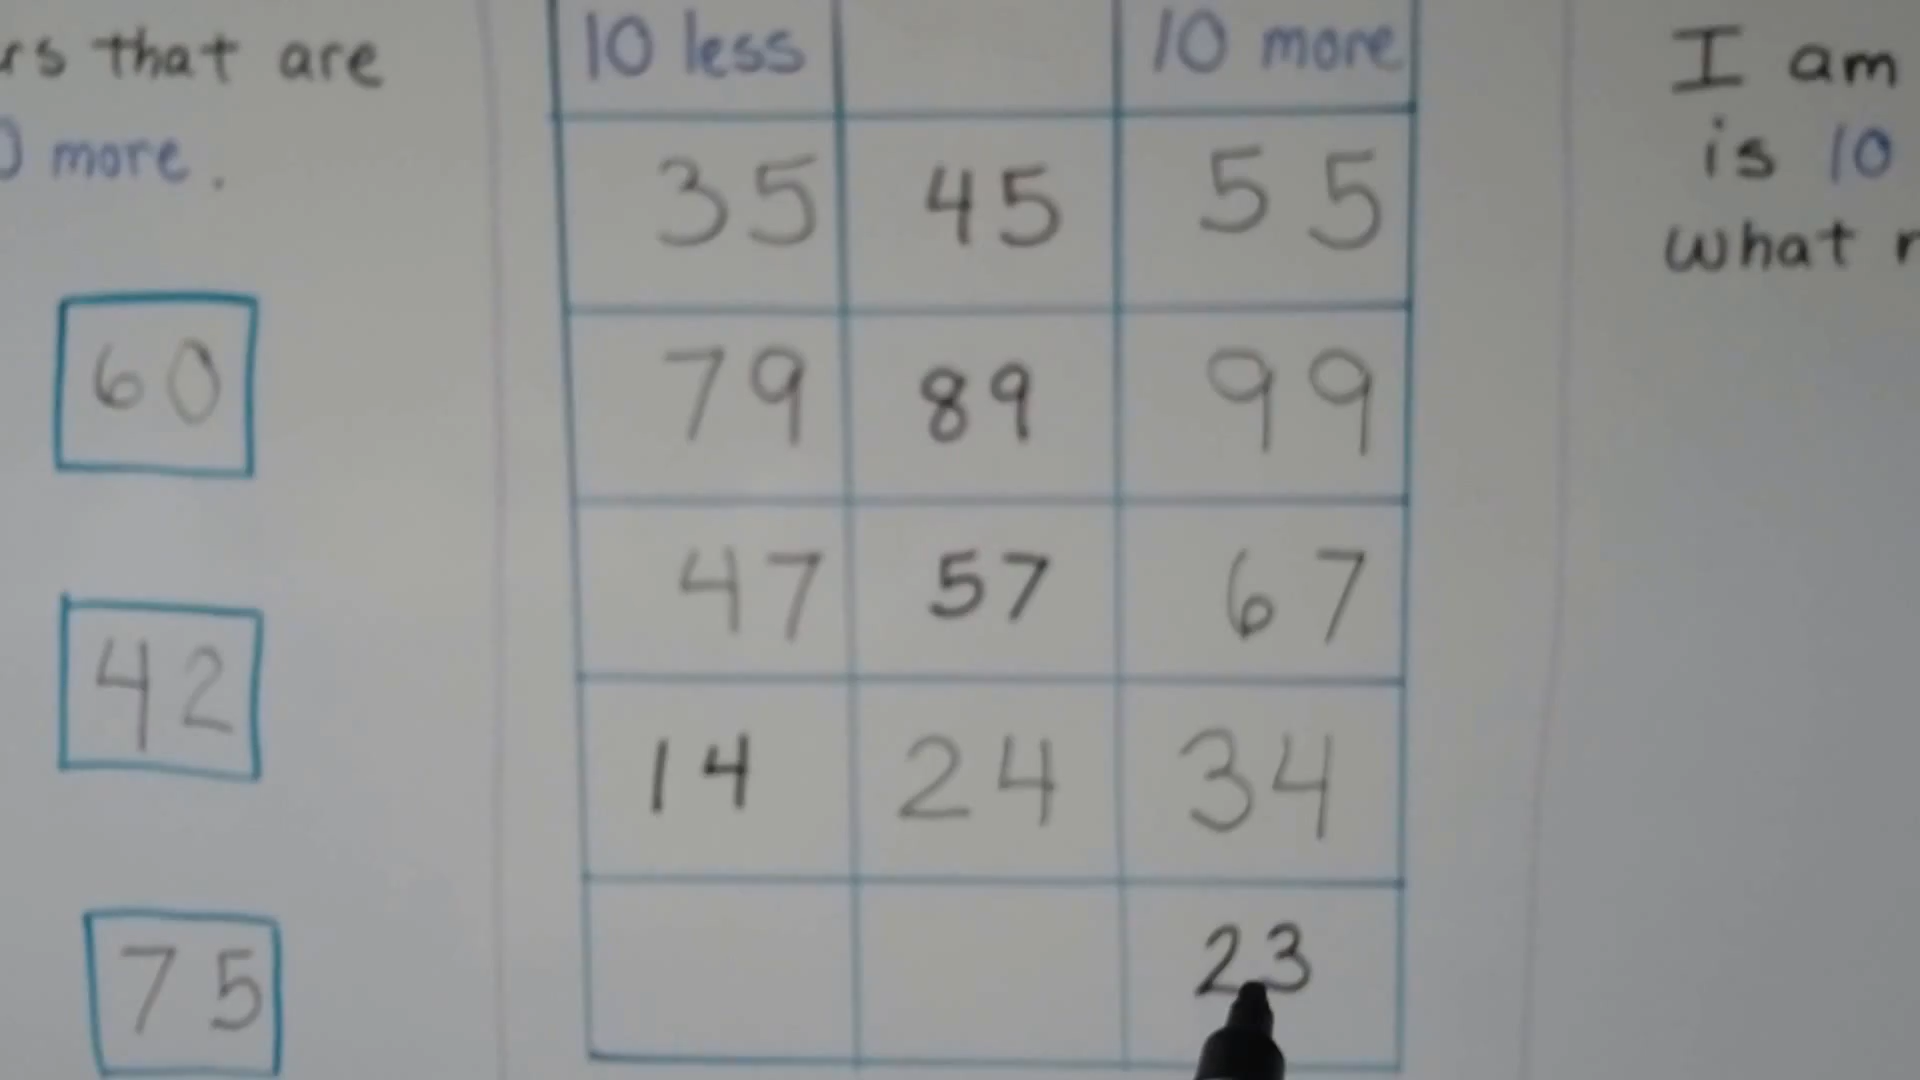 that are
more.
60
42
75
10 less 10 more
35 45 55
79 89 99
47 57 67
14 24 34
23
I am
is 10
what